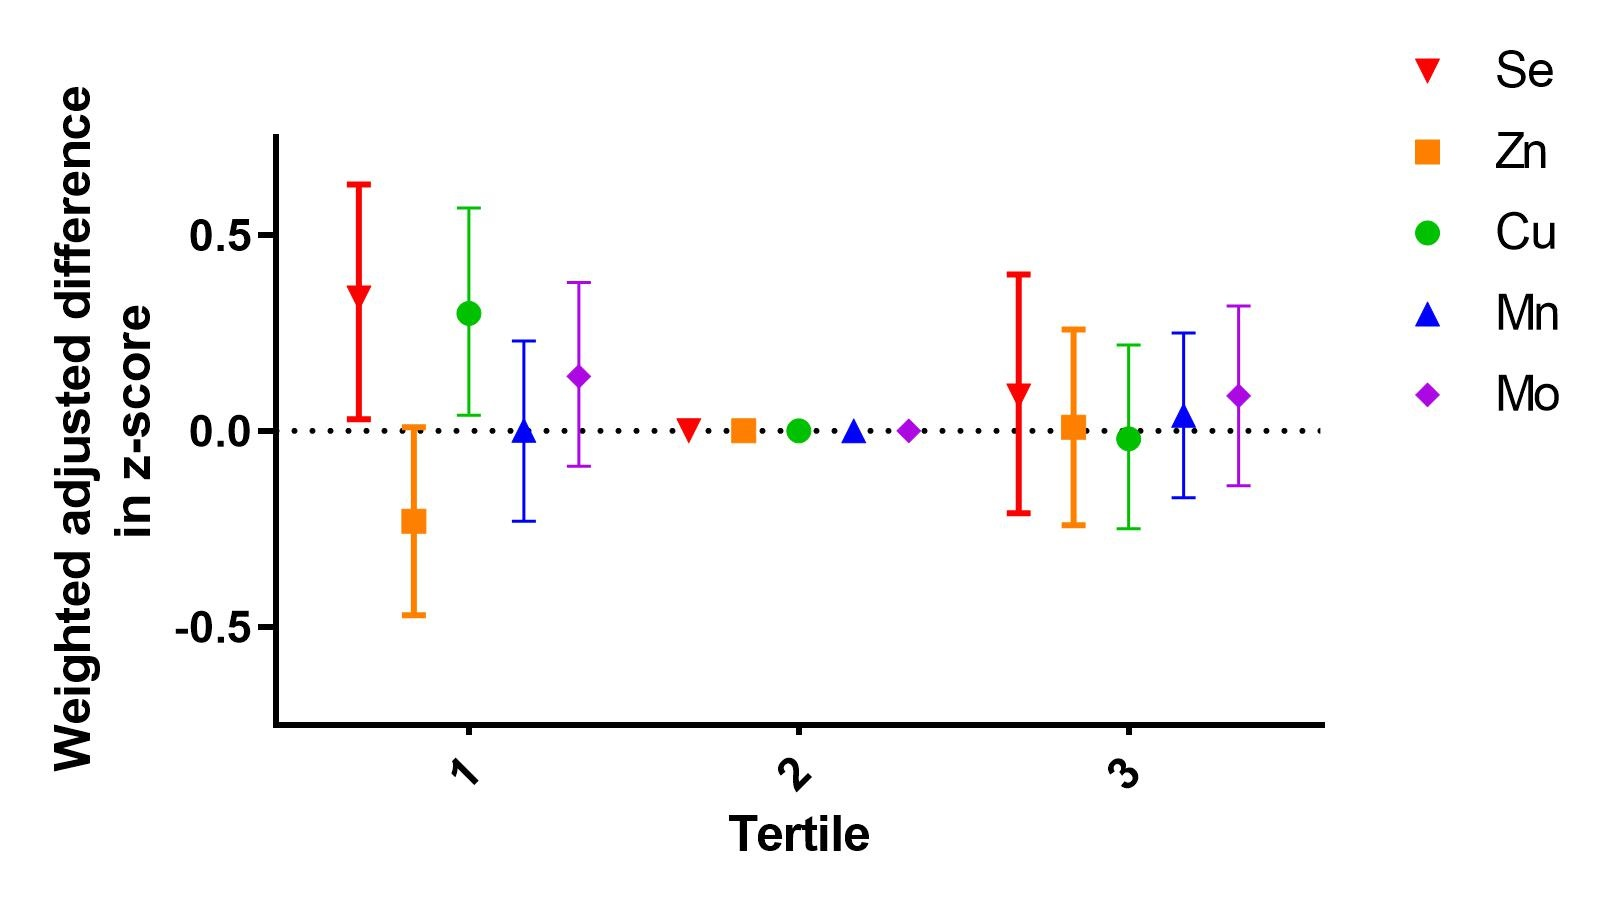 Weighted adjusted difference
in z-score
0.5
0.0
-0.5
1
2
3
Tertile
Se
Zn
Cu
Mn
Mo